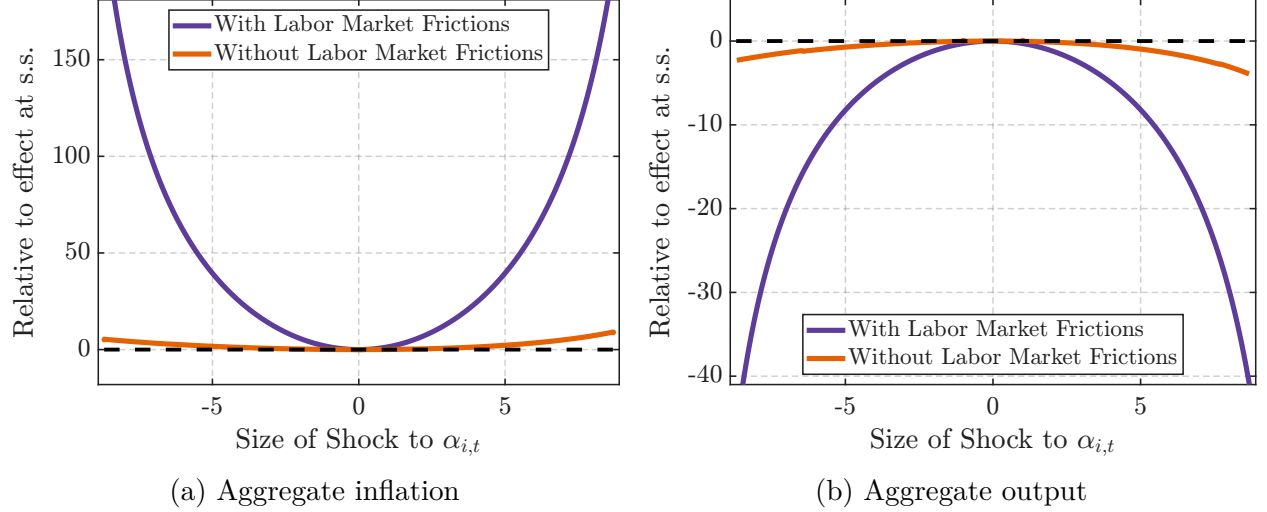 Relative to effect at s.s.
150
100
50
0
With Labor Market Frictions
Without Labor Market Frictions
-5
0
5
Size of Shock to α_{i,t}
(a) Aggregate inflation
Relative to effect at s.s.
0
-10
-20
-30
-40
With Labor Market Frictions
Without Labor Market Frictions
-5
0
5
Size of Shock to α_{i,t}
(b) Aggregate output